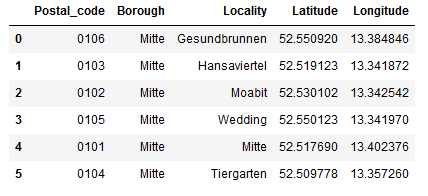 Postal_code Borough Locality Latitude Longitude
0 0106 Mitte Gesundbrunnen 52.550920 13.384846
1 0103 Mitte Hansaviertel 52.519123 13.341872
2 0102 Mitte Moabit 52.530102 13.342542
3 0105 Mitte Wedding 52.550123 13.341970
4 0101 Mitte Mitte 52.517690 13.402376
5 0104 Mitte Tiergarten 52.509778 13.357260